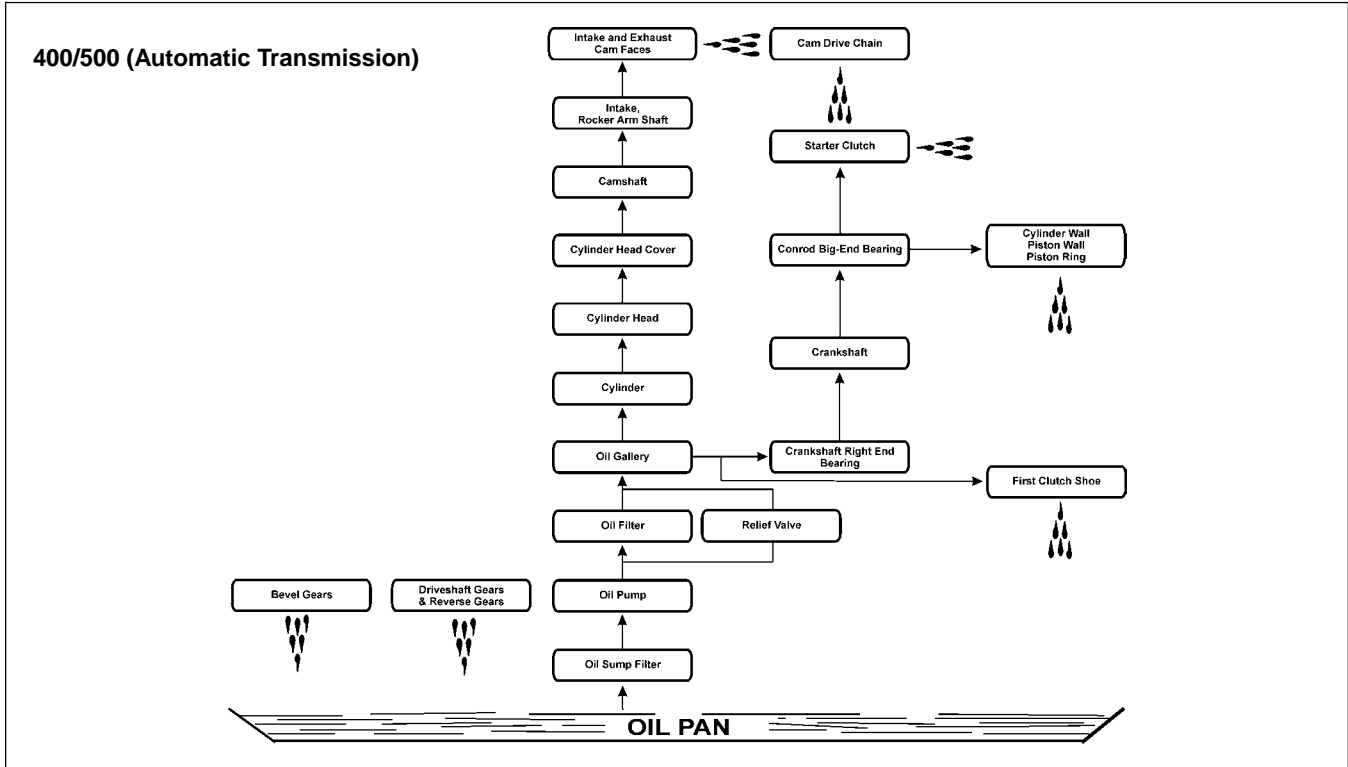 400/500 (Automatic Transmission)
Intake and Exhaust
Cam Faces
Cam Drive Chain
Intake,
Rocker Arm Shaft
Starter Clutch
Camshaft
Cylinder Head Cover
Conrod Big-End Bearing
Cylinder Wall
Piston Wall
Piston Ring
Cylinder Head
Crankshaft
Cylinder
Oil Gallery
Crankshaft Right End
Bearing
First Clutch Shoe
Oil Filter
Relief Valve
Bevel Gears
Driveshaft Gears
& Reverse Gears
Oil Pump
Oil Sump Filter
OIL PAN